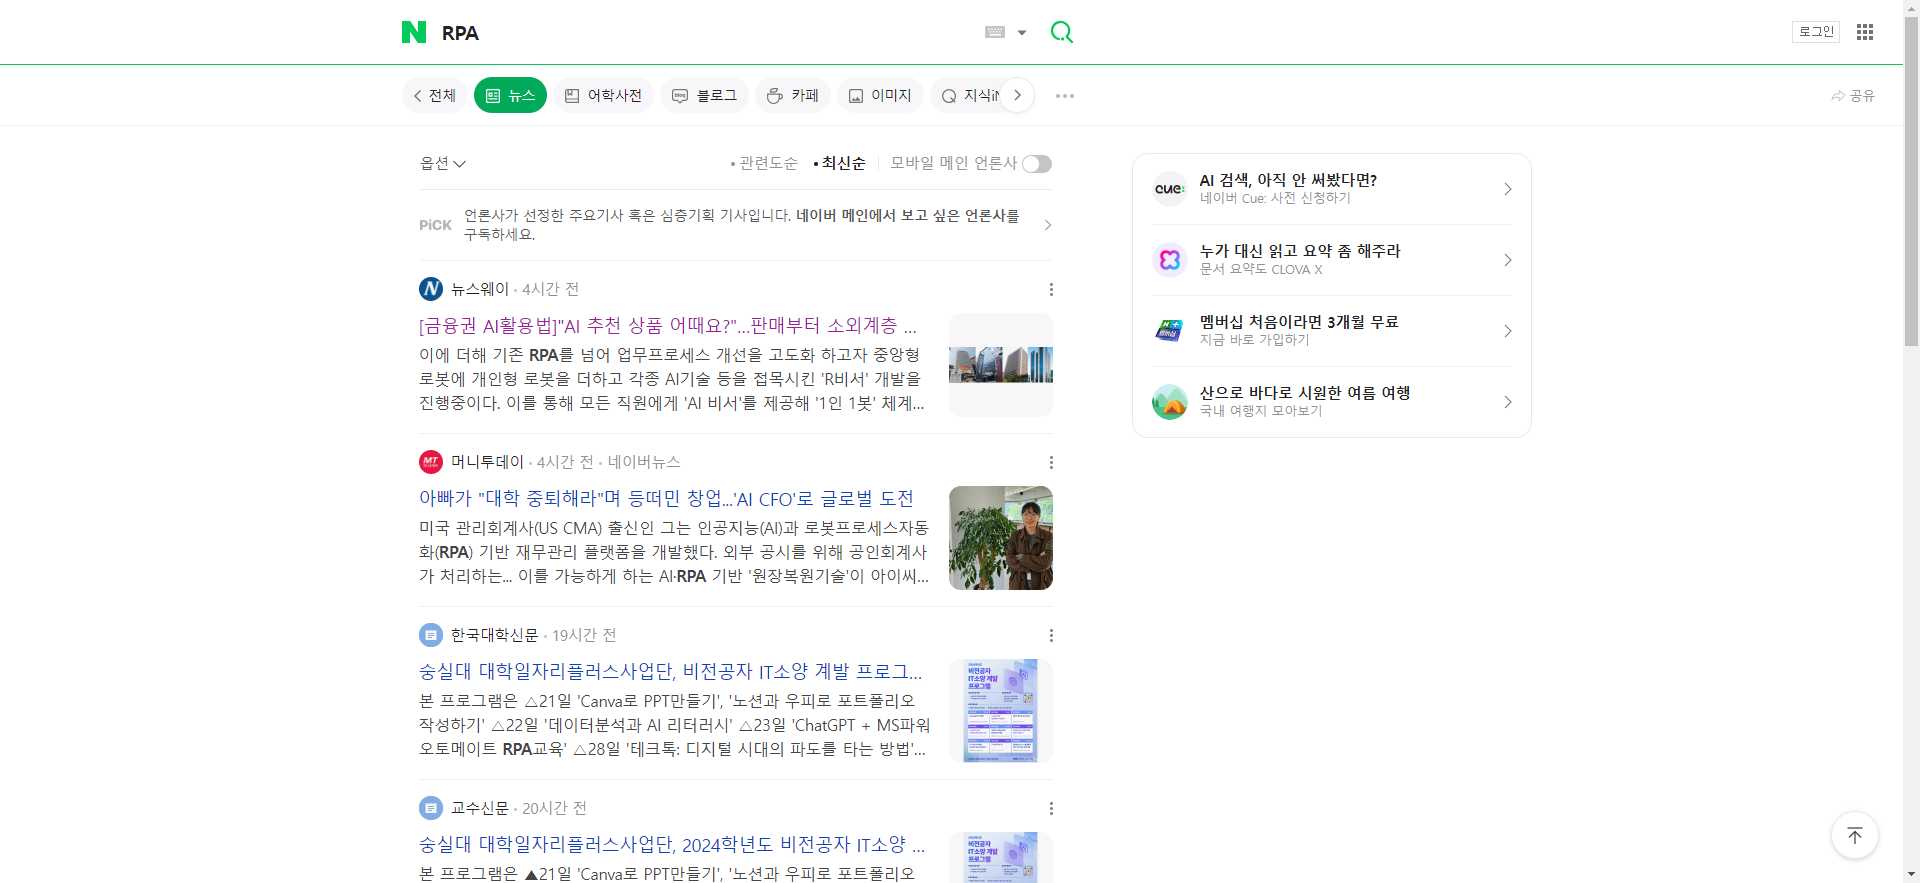 N RPA
로그인
전체 뉴스 어학사전 블로그 카페 이미지 지식iN
공유
옵션 • 관련도순 • 최신순 모바일 메인 언론사
PiCK 언론사가 선정한 주요기사 혹은 심층기획 기사입니다. 네이버 메인에서 보고 싶은 언론사를
구독하세요.
뉴스웨이 · 4시간 전
[금융권 AI활용법]"AI 추천 상품 어때요?"...판매부터 소외계층 ...
이에 더해 기존 RPA를 넘어 업무프로세스 개선을 고도화 하고자 중앙형
로봇에 개인형 로봇을 더하고 각종 AI기술 등을 접목시킨 'R비서' 개발을
진행중이다. 이를 통해 모든 직원에게 'AI 비서'를 제공해 '1인 1봇' 체계...
MT 머니투데이 · 4시간 전 · 네이버뉴스
아빠가 "대학 중퇴해라"며 등떠민 창업...'AI CFO'로 글로벌 도전
미국 관리회계사(US CMA) 출신인 그는 인공지능(AI)과 로봇프로세스자동
화(RPA) 기반 재무관리 플랫폼을 개발했다. 외부 공시를 위해 공인회계사
가 처리하는... 이를 가능하게 하는 AI·RPA 기반 '원장복원기술'이 아이씨...
한국대학신문 · 19시간 전
숭실대 대학일자리플러스사업단, 비전공자 IT소양 계발 프로그...
본 프로그램은 △21일 'Canva로 PPT만들기', '노션과 우피로 포트폴리오
작성하기' △22일 '데이터분석과 AI 리터러시' △23일 'ChatGPT + MS파워
오토메이트 RPA교육' △28일 '테크톡: 디지털 시대의 파도를 타는 방법'...
비전공자
IT소양 계발
프로그램
교수신문 · 20시간 전
숭실대 대학일자리플러스사업단, 2024학년도 비전공자 IT소양 ...
본 프로그램은 ▲21일 'Canva로 PPT만들기', '노션과 우피로 포트폴리오
비전공자
IT소양 계발
프로그램
cue: AI 검색, 아직 안 써봤다면?
네이버 Cue: 사전 신청하기
누가 대신 읽고 요약 좀 해주라
문서 요약도 CLOVA X
멤버십 처음이라면 3개월 무료
지금 바로 가입하기
산으로 바다로 시원한 여름 여행
국내 여행지 모아보기